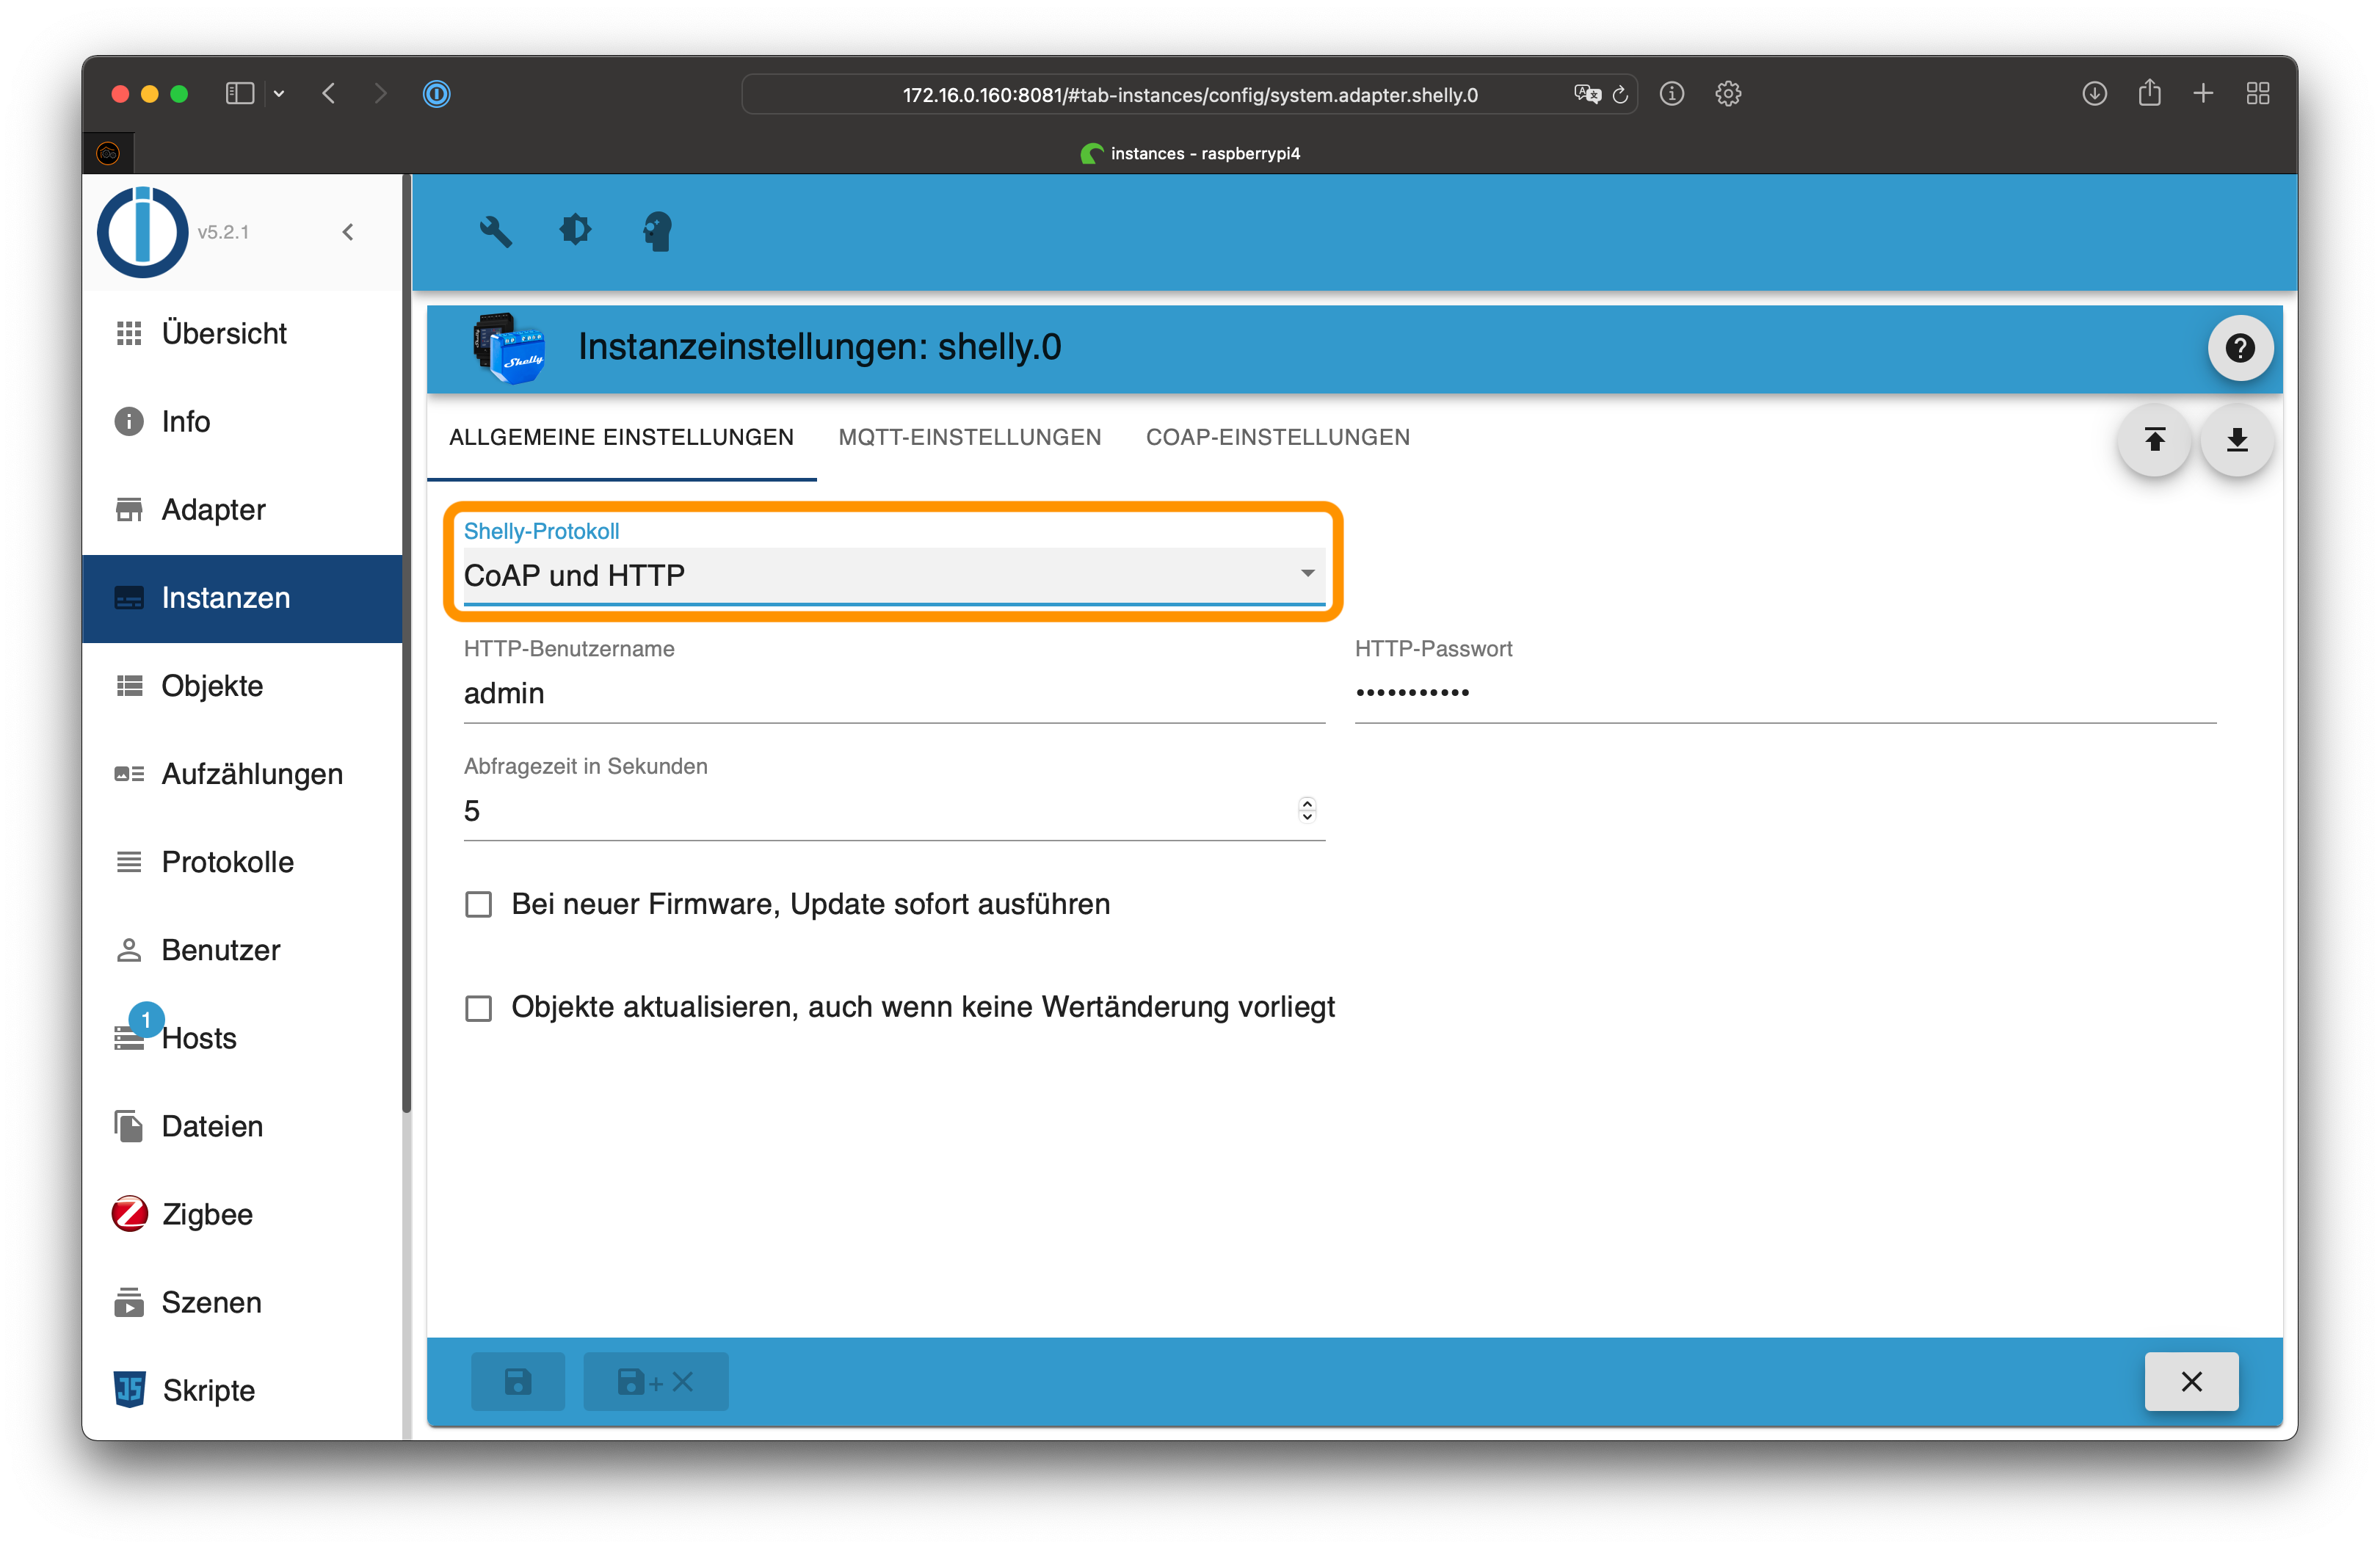 172.16.0.160:8081/#tab-instances/config/system.adapter.shelly.0
instances - raspberrypi4
v5.2.1
Übersicht
Info
Adapter
Instanzen
Objekte
Aufzählungen
Protokolle
Benutzer
1
Hosts
Dateien
Zigbee
Szenen
JS
Skripte
Shelly
Instanzeinstellungen: shelly.0
ALLGEMEINE EINSTELLUNGEN
MQTT-EINSTELLUNGEN
COAP-EINSTELLUNGEN
Shelly-Protokoll
CoAP und HTTP
HTTP-Benutzername
admin
HTTP-Passwort
•••••••••••
Abfragezeit in Sekunden
5
Bei neuer Firmware, Update sofort ausführen
Objekte aktualisieren, auch wenn keine Wertänderung vorliegt